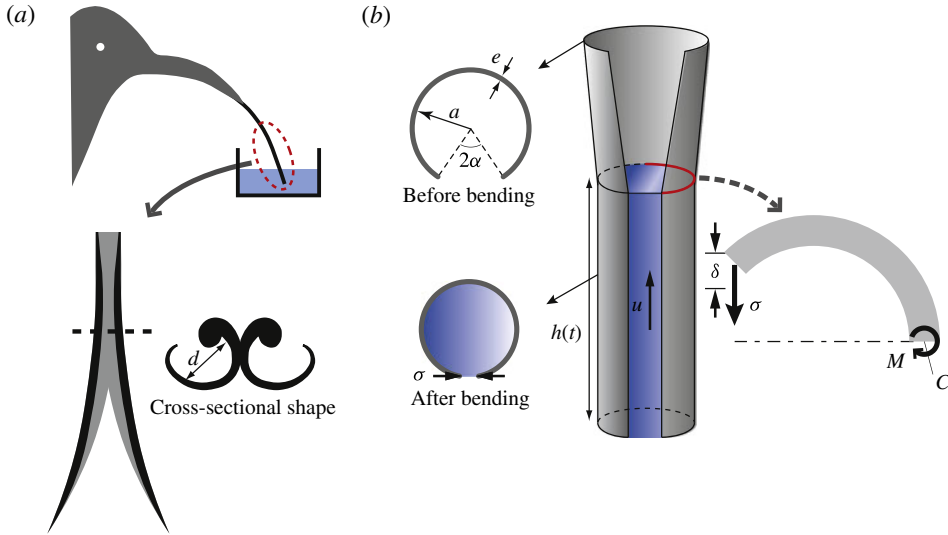 (a)
d
Cross-sectional shape
(b)
e
a
2α
Before bending
σ
After bending
h(t)
u
δ
σ
M
C